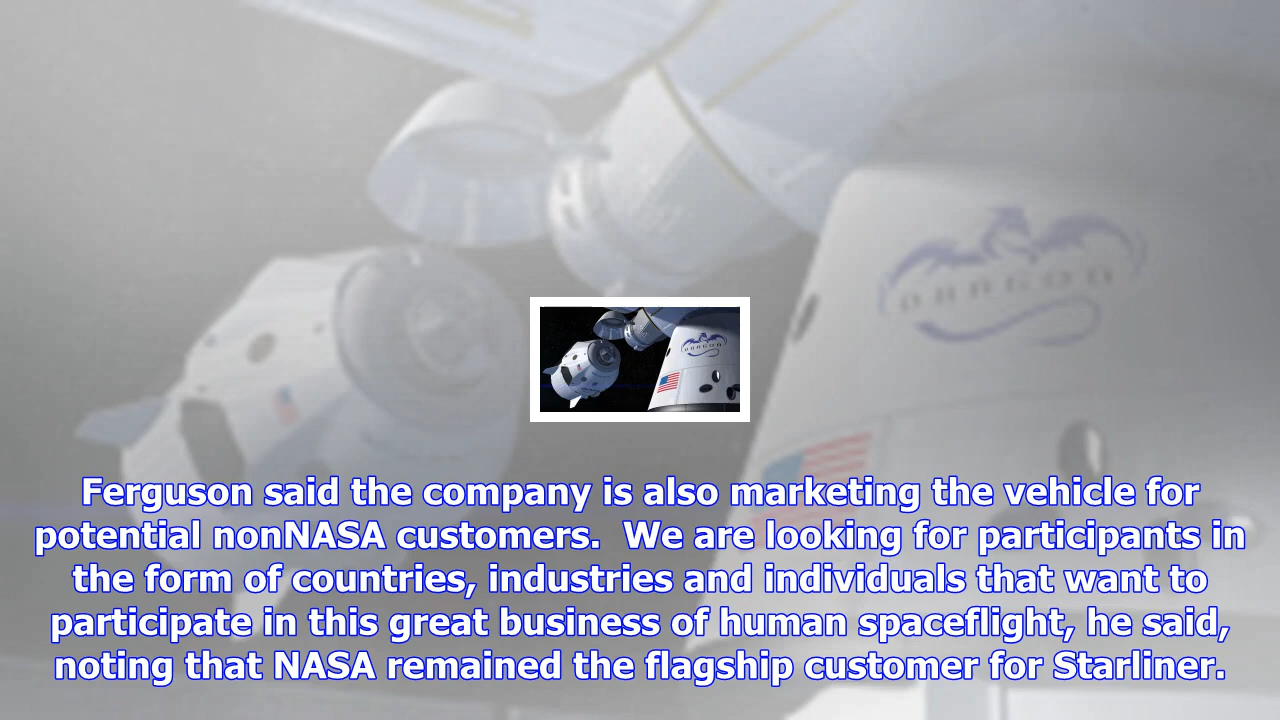 DRAGON
DRAGON
Ferguson said the company is also marketing the vehicle for
potential nonNASA customers.  We are looking for participants in
the form of countries, industries and individuals that want to
participate in this great business of human spaceflight, he said,
noting that NASA remained the flagship customer for Starliner.